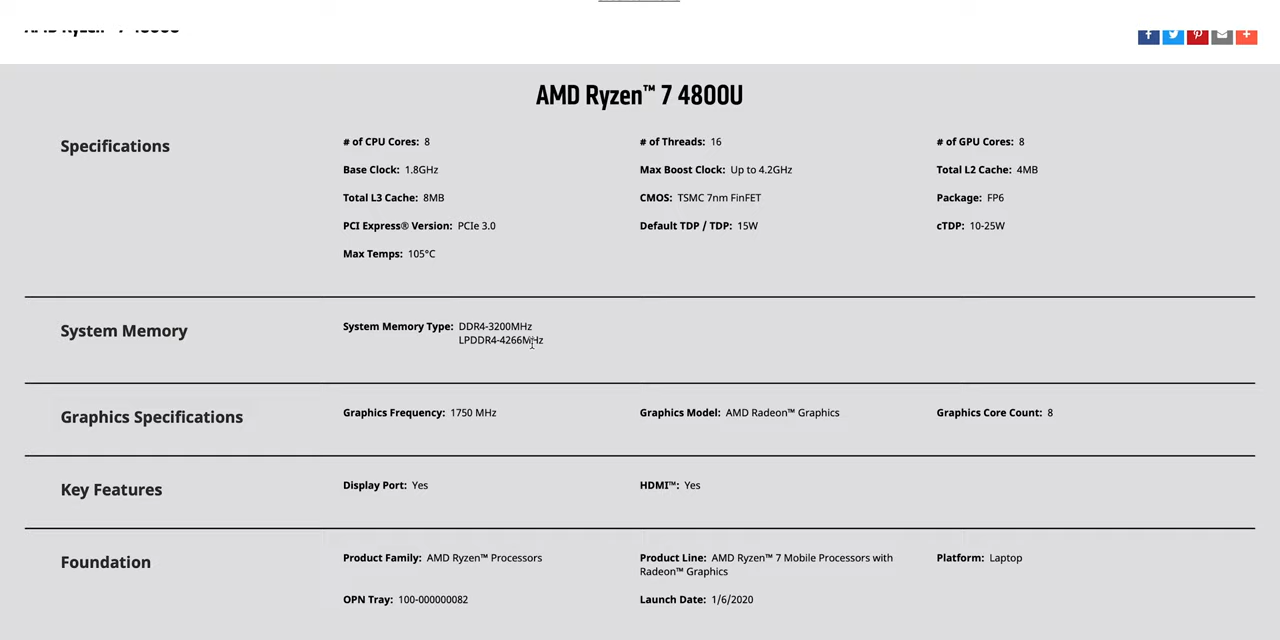 AMD Ryzen™ 7 4800U
AMD Ryzen™ 7 4800U
Specifications
# of CPU Cores: 8
# of Threads: 16
# of GPU Cores: 8
Base Clock: 1.8GHz
Max Boost Clock: Up to 4.2GHz
Total L2 Cache: 4MB
Total L3 Cache: 8MB
CMOS: TSMC 7nm FinFET
Package: FP6
PCI Express® Version: PCIe 3.0
Default TDP / TDP: 15W
cTDP: 10-25W
Max Temps: 105°C
System Memory
System Memory Type: DDR4-3200MHz
LPDDR4-4266MHz
Graphics Specifications
Graphics Frequency: 1750 MHz
Graphics Model: AMD Radeon™ Graphics
Graphics Core Count: 8
Key Features
Display Port: Yes
HDMI™: Yes
Foundation
Product Family: AMD Ryzen™ Processors
Product Line: AMD Ryzen™ 7 Mobile Processors with
Radeon™ Graphics
Platform: Laptop
OPN Tray: 100-000000082
Launch Date: 1/6/2020